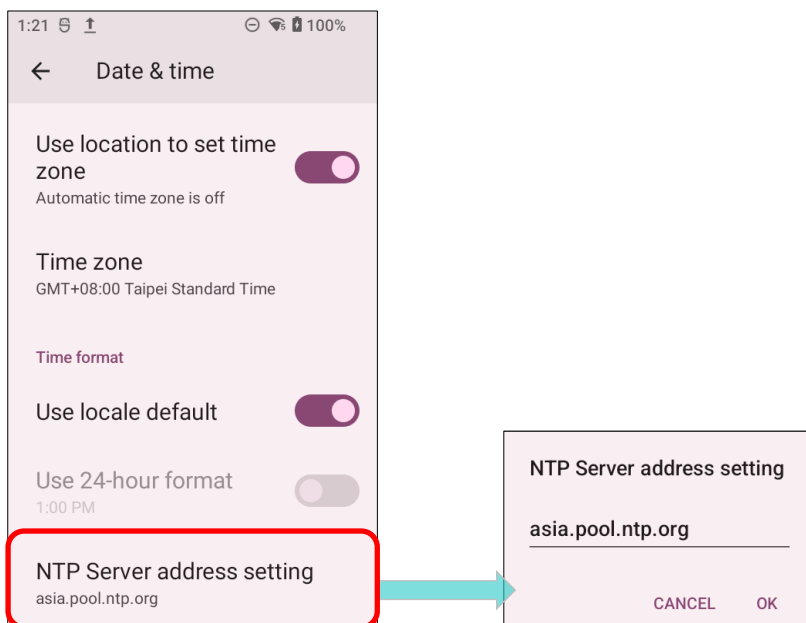 1:21 100%
Date & time
Use location to set time
zone
Automatic time zone is off
Time zone
GMT+08:00 Taipei Standard Time
Time format
Use locale default
Use 24-hour format
1:00 PM
NTP Server address setting
asia.pool.ntp.org
NTP Server address setting
asia.pool.ntp.org
CANCEL OK